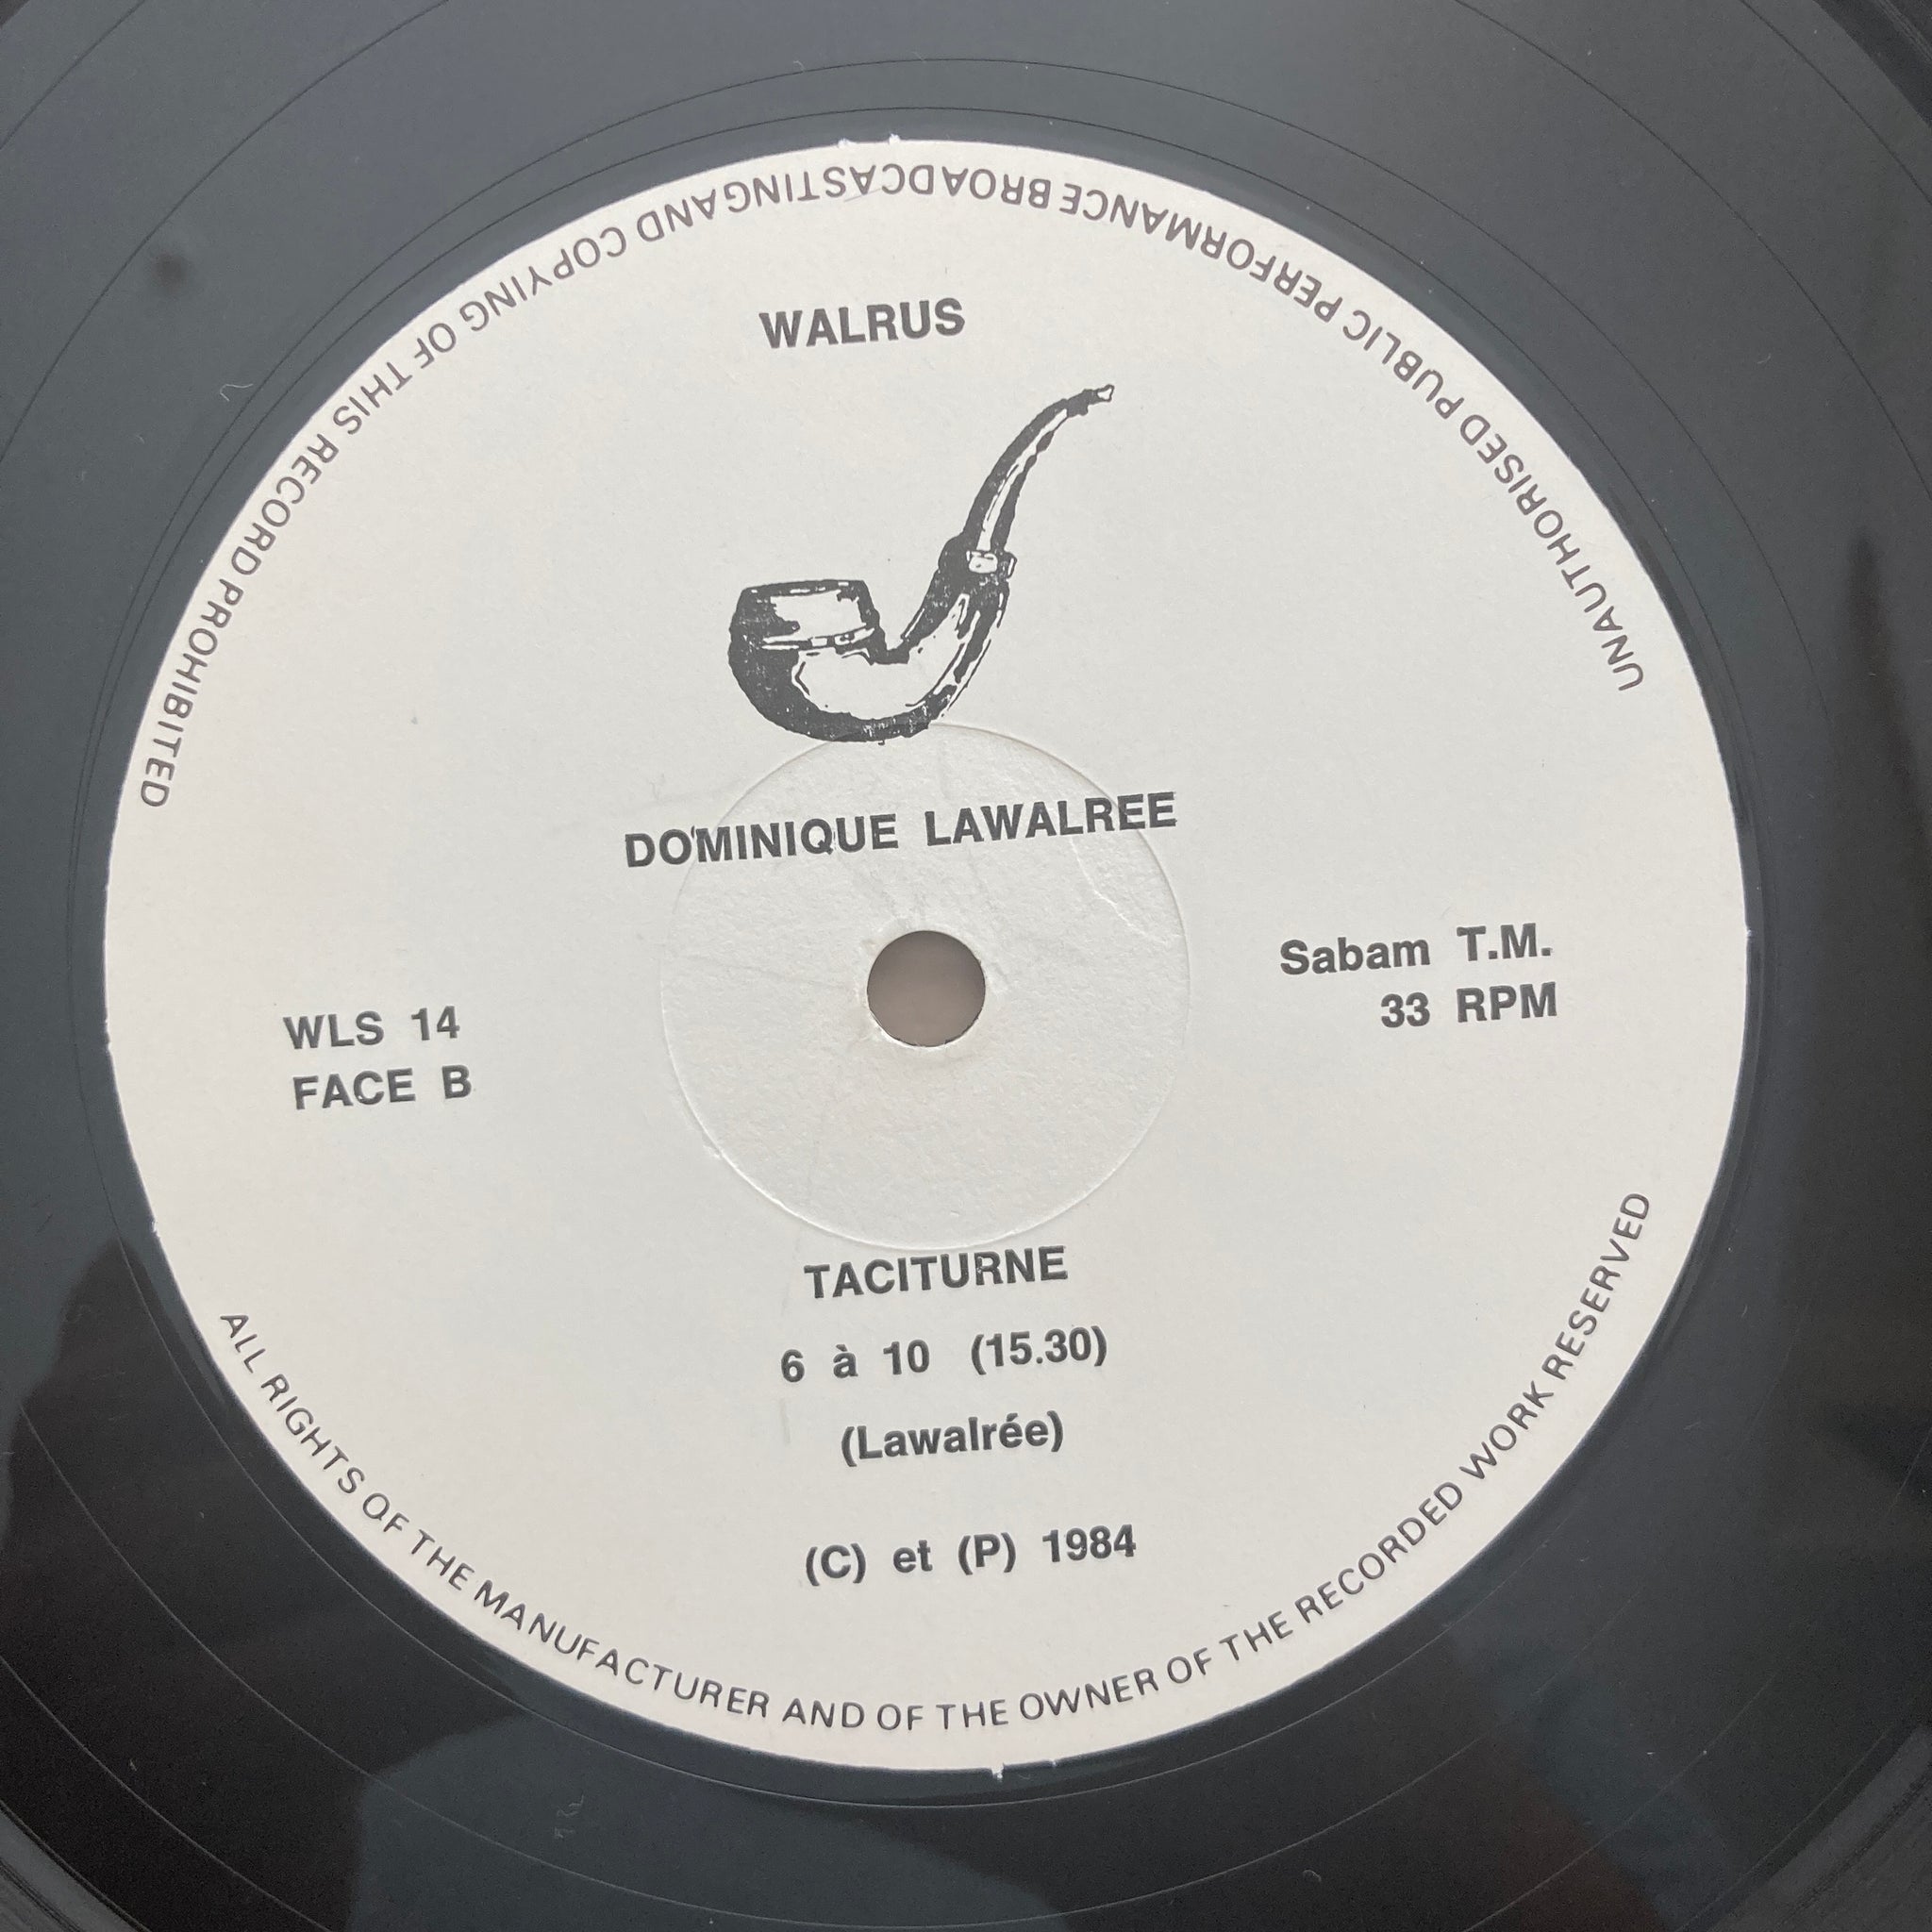 UNAUTHORISED PUBLIC PERFORMANCE BROADCASTING AND COPYING OF THIS RECORD PROHIBITED
WALRUS
DOMINIQUE LAWALREE
Sabam T.M.
33 RPM
WLS 14
FACE B
TACITURNE
6 à 10 (15.30)
(Lawalrée)
(C) et (P) 1984
ALL RIGHTS OF THE MANUFACTURER AND OF THE OWNER OF THE RECORDED WORK RESERVED